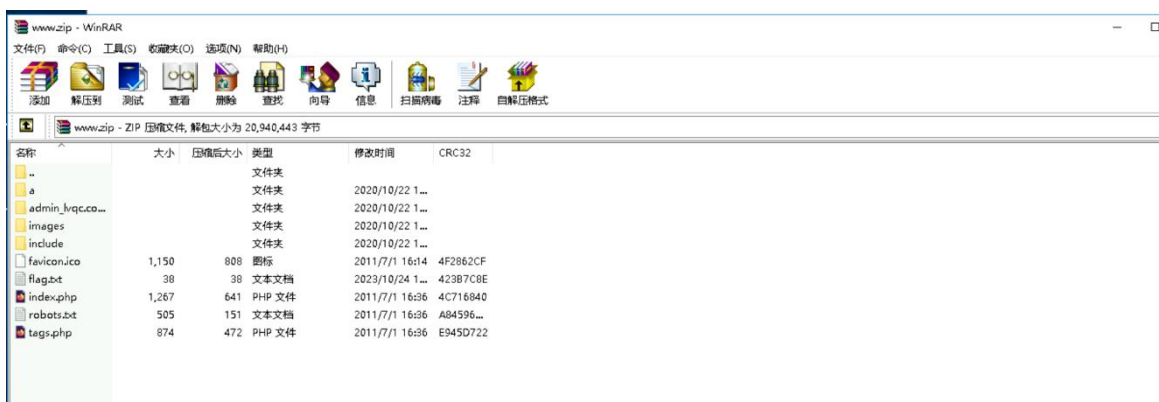 www.zip - WinRAR
文件(F) 命令(C) 工具(S) 收藏夹(O) 选项(N) 帮助(H)
添加 解压到 测试 查看 删除 查找 向导 信息 扫描病毒 注释 自解压格式
www.zip - ZIP 压缩文件, 解包大小为 20,940,443 字节
名称 大小 压缩后大小 类型 修改时间 CRC32
.. 文件夹
a 文件夹 2020/10/22 1...
admin_lvqc.co... 文件夹 2020/10/22 1...
images 文件夹 2020/10/22 1...
include 文件夹 2020/10/22 1...
favicon.ico 1,150 808 图标 2011/7/1 16:14 4F2862CF
flag.txt 38 38 文本文档 2023/10/24 1... 423B7C8E
index.php 1,267 641 PHP 文件 2011/7/1 16:36 4C716840
robots.txt 505 151 文本文档 2011/7/1 16:36 A84596...
tags.php 874 472 PHP 文件 2011/7/1 16:36 E945D722